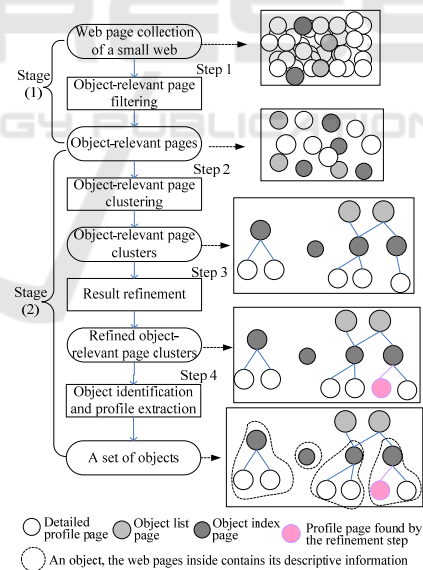 Web page collection
of a small web
Step 1
Stage
(1)
Object-relevant page
filtering
Object-relevant pages
Step 2
Object-relevant page
clustering
Object-relevant page
clusters
Step 3
Stage
(2)
Result refinement
Refined object-
relevant page clusters
Step 4
Object identification
and profile extraction
A set of objects
Detailed
profile page
Object list
page
Object index
page
Profile page found by
the refinement step
An object, the web pages inside contains its descriptive information